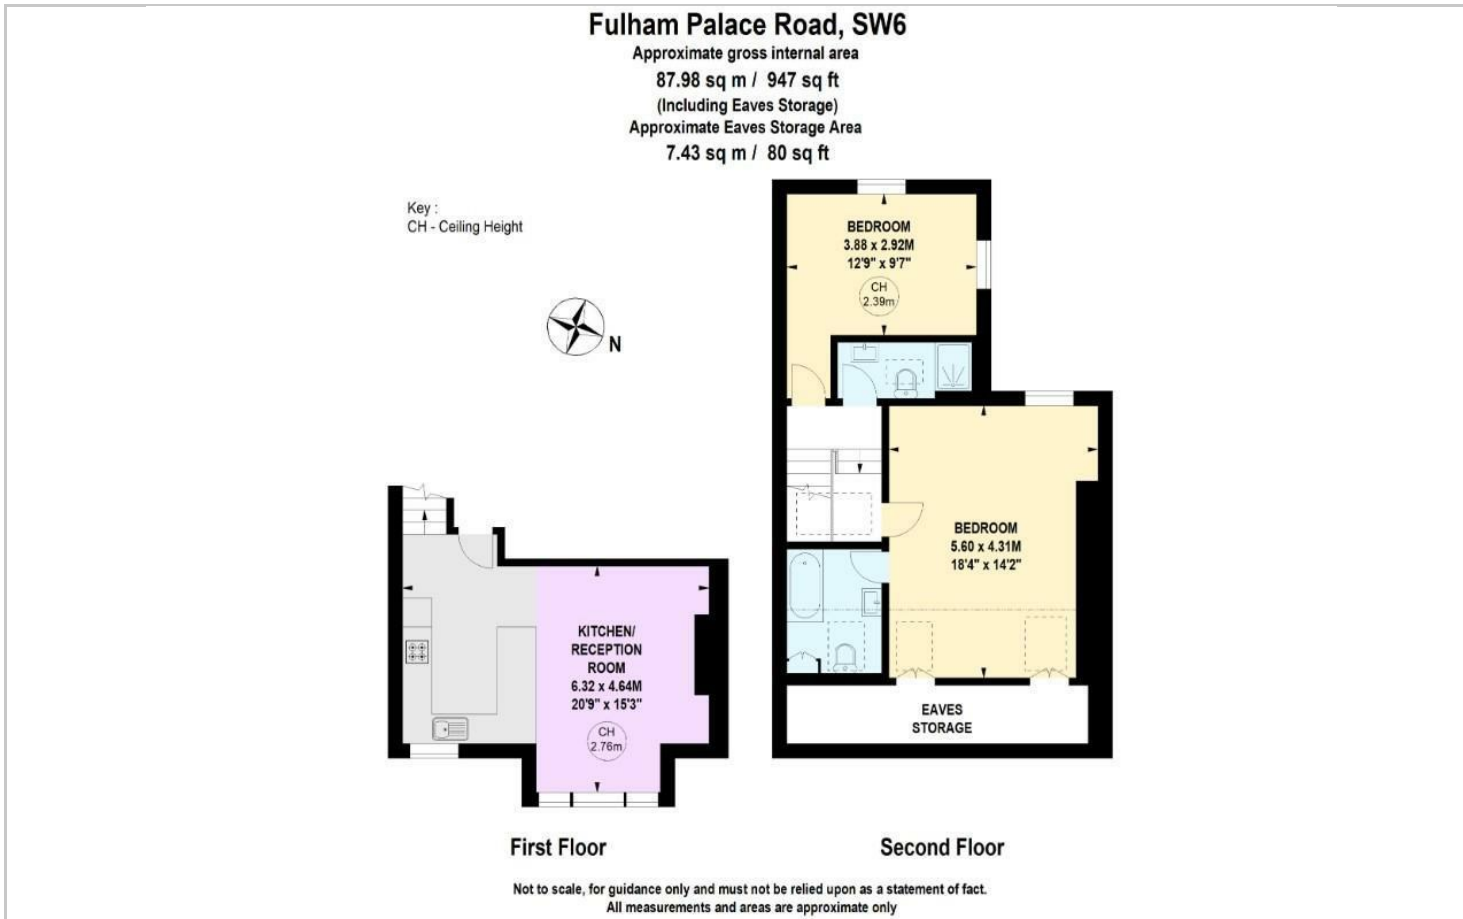 Fulham Palace Road, SW6
Approximate gross internal area
87.98 sq m / 947 sq ft
(Including Eaves Storage)
Approximate Eaves Storage Area
7.43 sq m / 80 sq ft
Key :
CH - Ceiling Height
N
BEDROOM
3.88 x 2.92M
12'9" x 9'7"
CH
2.39m
BEDROOM
5.60 x 4.31M
18'4" x 14'2"
KITCHEN/
RECEPTION
ROOM
6.32 x 4.64M
20'9" x 15'3"
CH
2.76m
EAVES
STORAGE
First Floor
Second Floor
Not to scale, for guidance only and must not be relied upon as a statement of fact.
All measurements and areas are approximate only